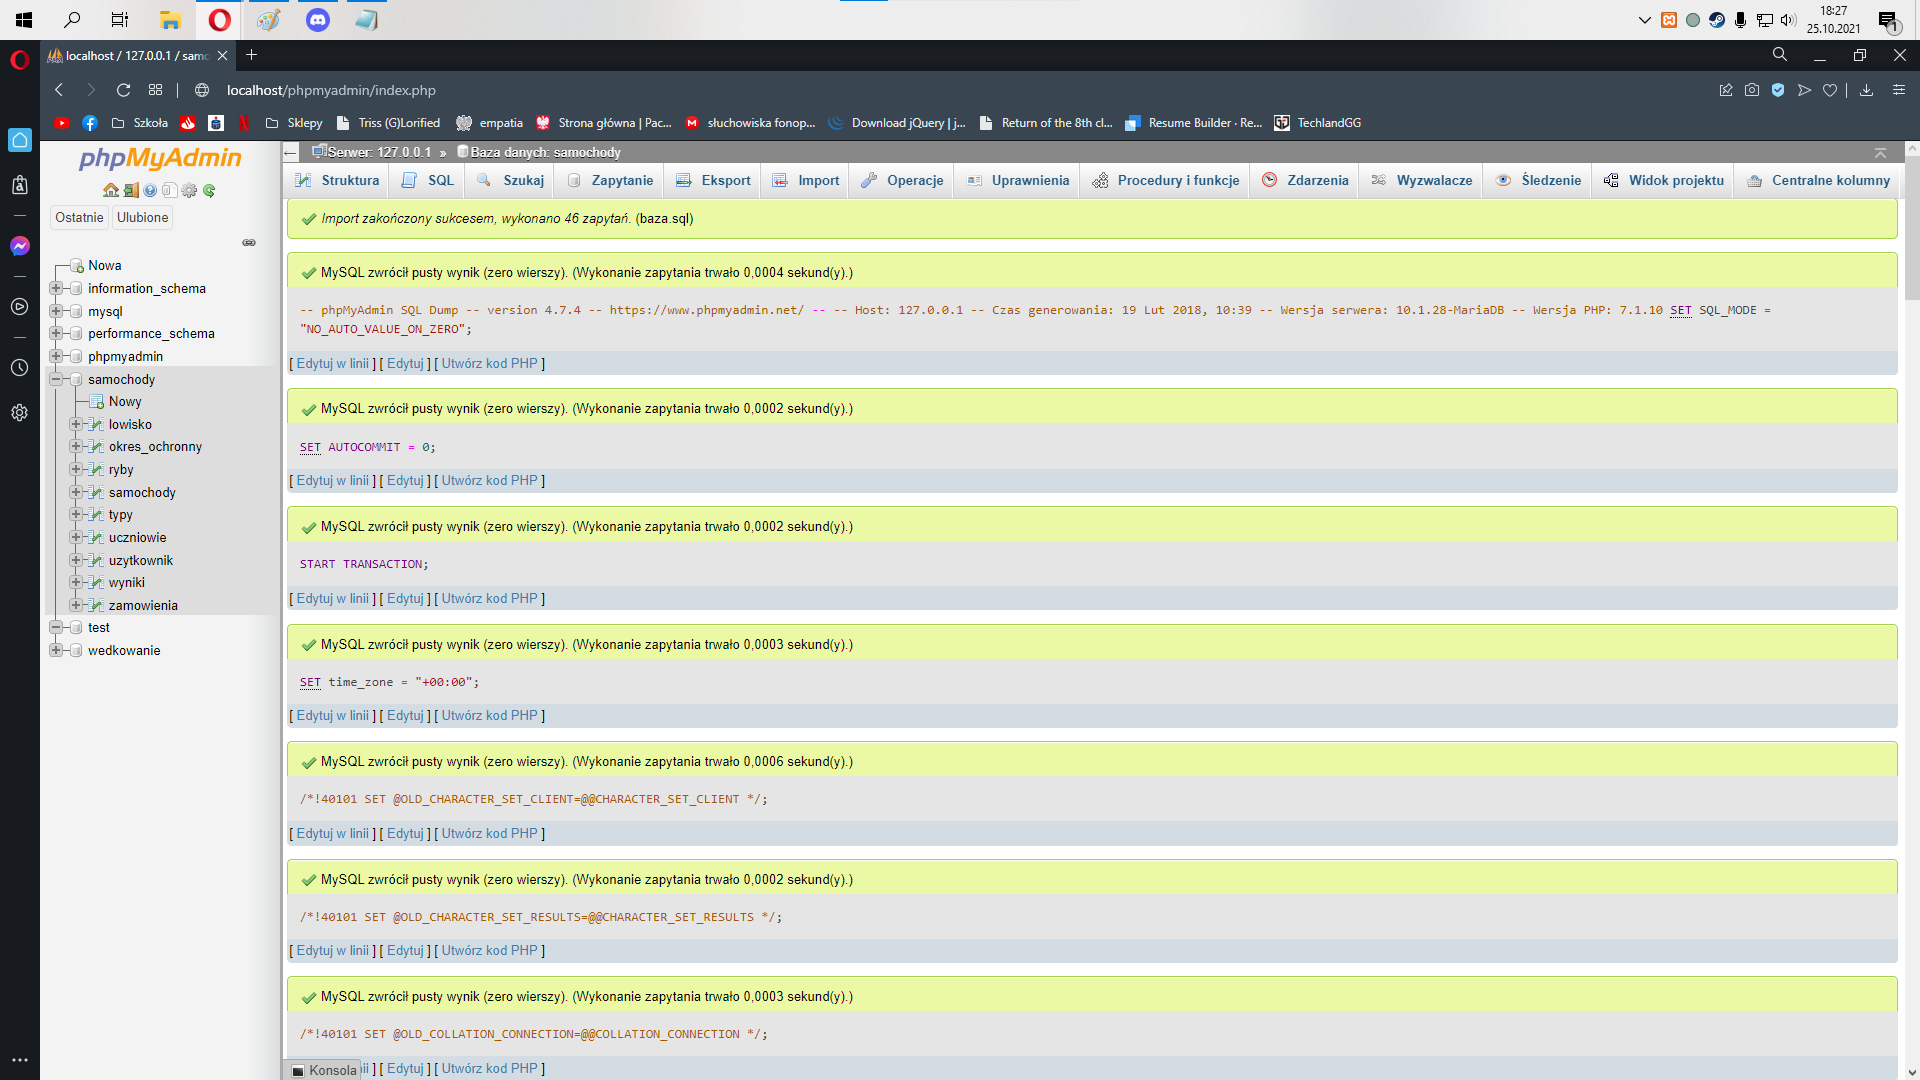 18:27
25.10.2021
1
localhost / 127.0.0.1 / samo
localhost/phpmyadmin/index.php
Szkoła
Sklepy
Triss (G)Lorified
empatia
Strona główna | Pac...
słuchowiska fonop...
Download jQuery | j...
Return of the 8th cl...
Resume Builder · Re...
TechlandGG
phpMyAdmin
Ostatnie
Ulubione
Nowa
information_schema
mysql
performance_schema
phpmyadmin
samochody
Nowy
lowisko
okres_ochronny
ryby
samochody
typy
uczniowie
uzytkownik
wyniki
zamowienia
test
wedkowanie
Serwer: 127.0.0.1 » Baza danych: samochody
Struktura
SQL
Szukaj
Zapytanie
Eksport
Import
Operacje
Uprawnienia
Procedury i funkcje
Zdarzenia
Wyzwalacze
Śledzenie
Widok projektu
Centralne kolumny
Import zakończony sukcesem, wykonano 46 zapytań. (baza.sql)
MySQL zwrócił pusty wynik (zero wierszy). (Wykonanie zapytania trwało 0,0004 sekund(y).)
-- phpMyAdmin SQL Dump -- version 4.7.4 -- https://www.phpmyadmin.net/ -- -- Host: 127.0.0.1 -- Czas generowania: 19 Lut 2018, 10:39 -- Wersja serwera: 10.1.28-MariaDB -- Wersja PHP: 7.1.10 SET SQL_MODE =
"NO_AUTO_VALUE_ON_ZERO";
[ Edytuj w linii ] [ Edytuj ] [ Utwórz kod PHP ]
MySQL zwrócił pusty wynik (zero wierszy). (Wykonanie zapytania trwało 0,0002 sekund(y).)
SET AUTOCOMMIT = 0;
[ Edytuj w linii ] [ Edytuj ] [ Utwórz kod PHP ]
MySQL zwrócił pusty wynik (zero wierszy). (Wykonanie zapytania trwało 0,0002 sekund(y).)
START TRANSACTION;
[ Edytuj w linii ] [ Edytuj ] [ Utwórz kod PHP ]
MySQL zwrócił pusty wynik (zero wierszy). (Wykonanie zapytania trwało 0,0003 sekund(y).)
SET time_zone = "+00:00";
[ Edytuj w linii ] [ Edytuj ] [ Utwórz kod PHP ]
MySQL zwrócił pusty wynik (zero wierszy). (Wykonanie zapytania trwało 0,0006 sekund(y).)
/*!40101 SET @OLD_CHARACTER_SET_CLIENT=@@CHARACTER_SET_CLIENT */;
[ Edytuj w linii ] [ Edytuj ] [ Utwórz kod PHP ]
MySQL zwrócił pusty wynik (zero wierszy). (Wykonanie zapytania trwało 0,0002 sekund(y).)
/*!40101 SET @OLD_CHARACTER_SET_RESULTS=@@CHARACTER_SET_RESULTS */;
[ Edytuj w linii ] [ Edytuj ] [ Utwórz kod PHP ]
MySQL zwrócił pusty wynik (zero wierszy). (Wykonanie zapytania trwało 0,0003 sekund(y).)
/*!40101 SET @OLD_COLLATION_CONNECTION=@@COLLATION_CONNECTION */;
Konsola
ii ] [ Edytuj ] [ Utwórz kod PHP ]